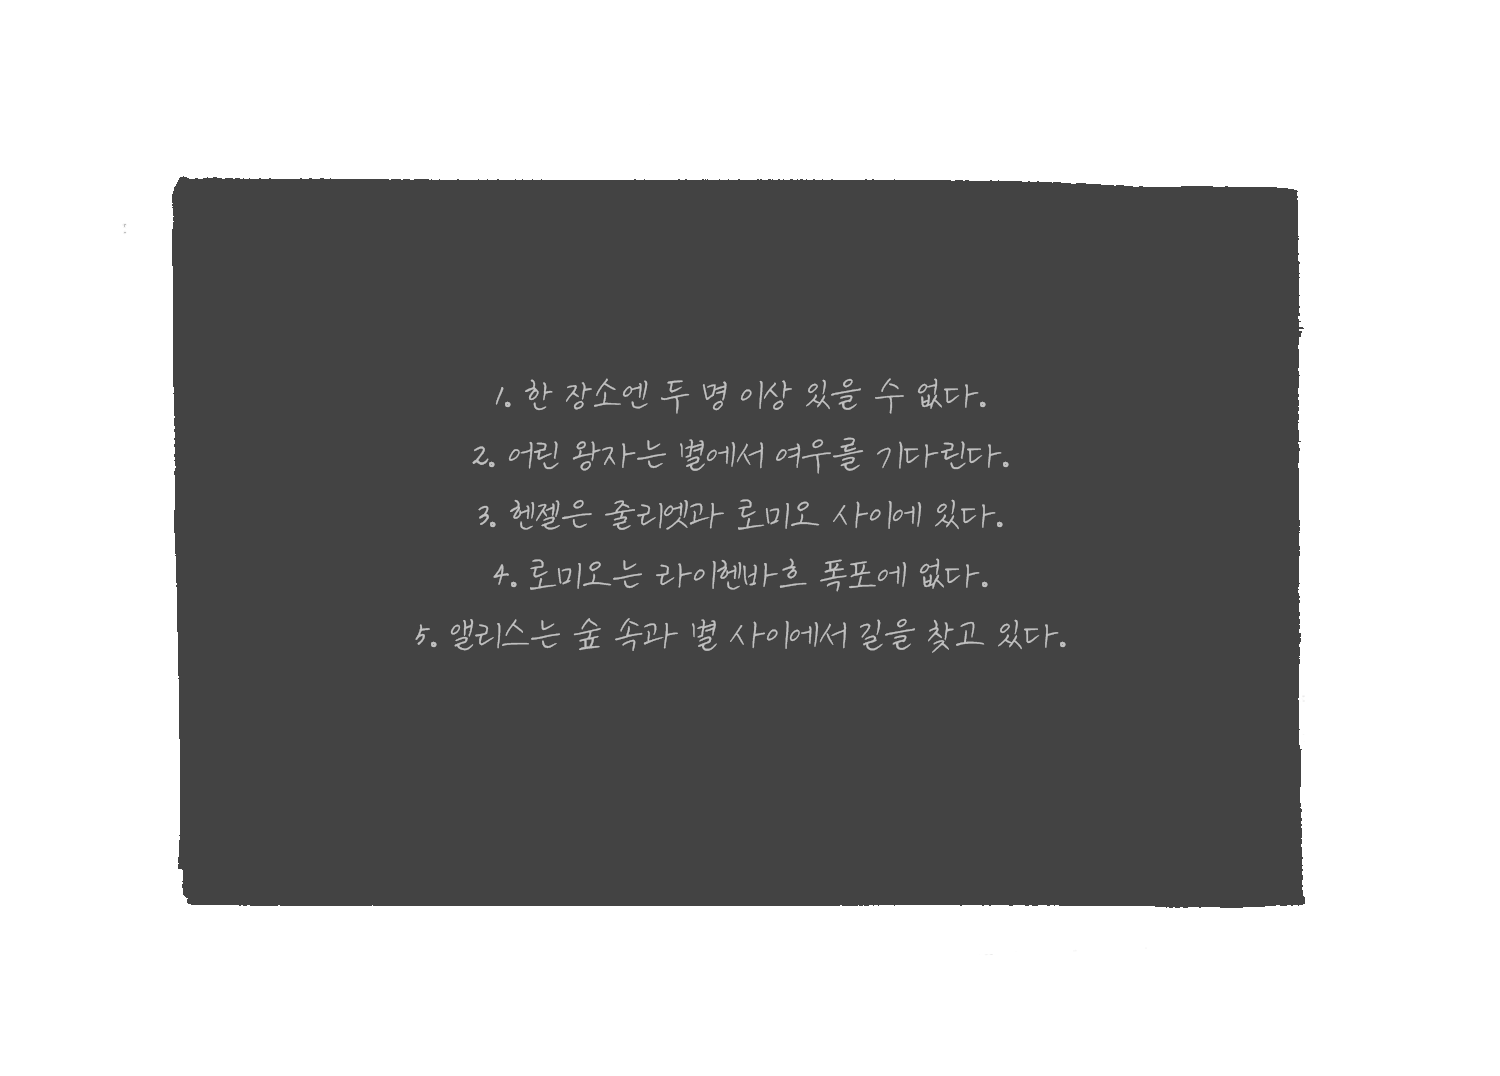 1. 한 장소엔 두 명 이상 있을 수 없다.
2. 어린 왕자는 별에서 여우를 기다린다.
3. 헨젤은 줄리엣과 로미오 사이에 있다.
4. 로미오는 라이헨바흐 폭포에 없다.
5. 앨리스는 숲 속과 별 사이에서 길을 찾고 있다.